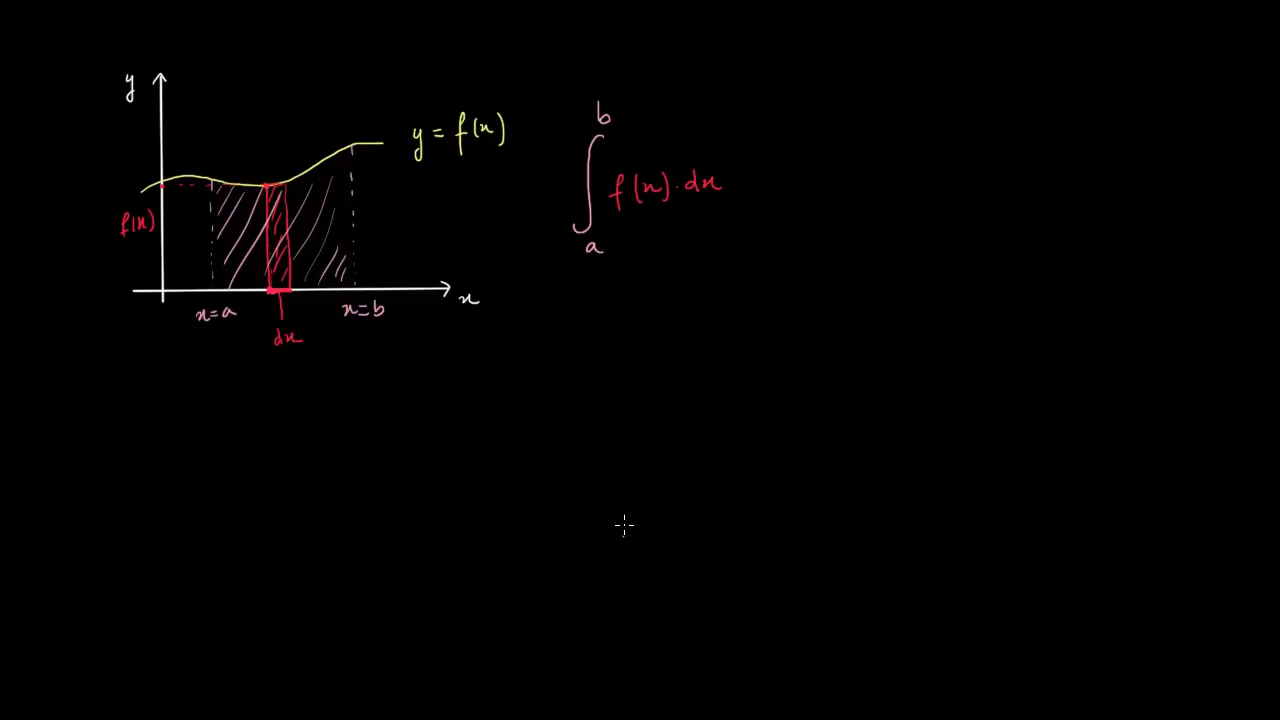 y
y = f(x)
f(x)
x=a
x=b
x
dx
b
∫ f(x)·dx
a